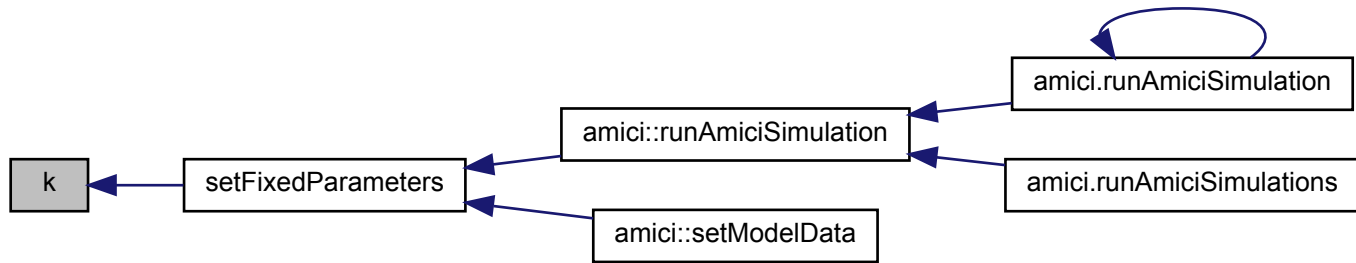 k
setFixedParameters
amici::runAmiciSimulation
amici.runAmiciSimulation
amici.runAmiciSimulations
amici::setModelData